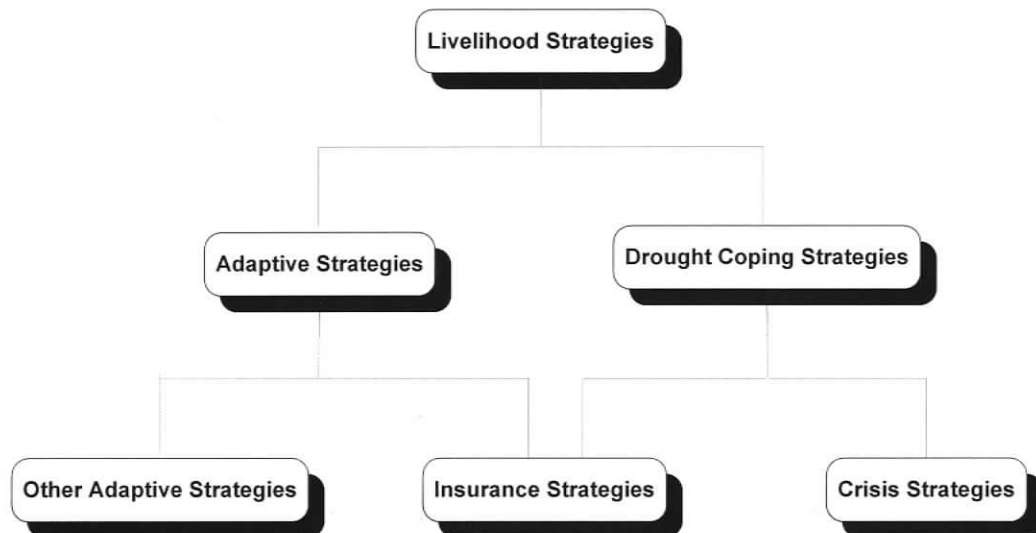 Livelihood Strategies
Adaptive Strategies
Drought Coping Strategies
Other Adaptive Strategies
Insurance Strategies
Crisis Strategies